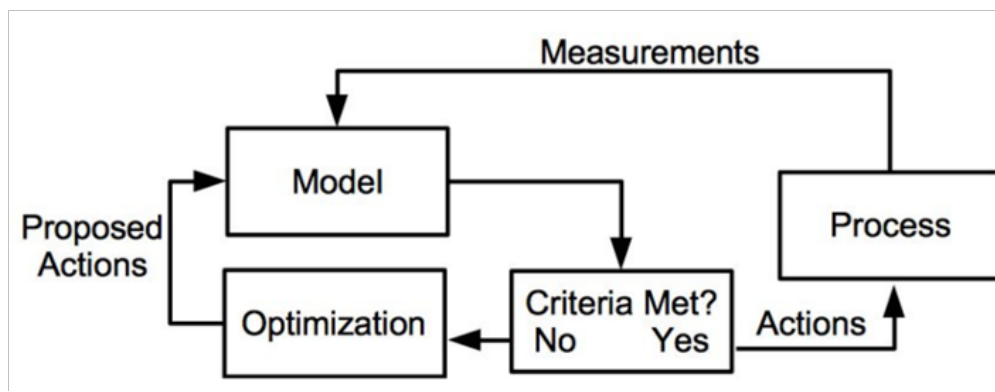 Measurements
Model
Process
Proposed
Actions
Optimization
Criteria Met?
No Yes
Actions